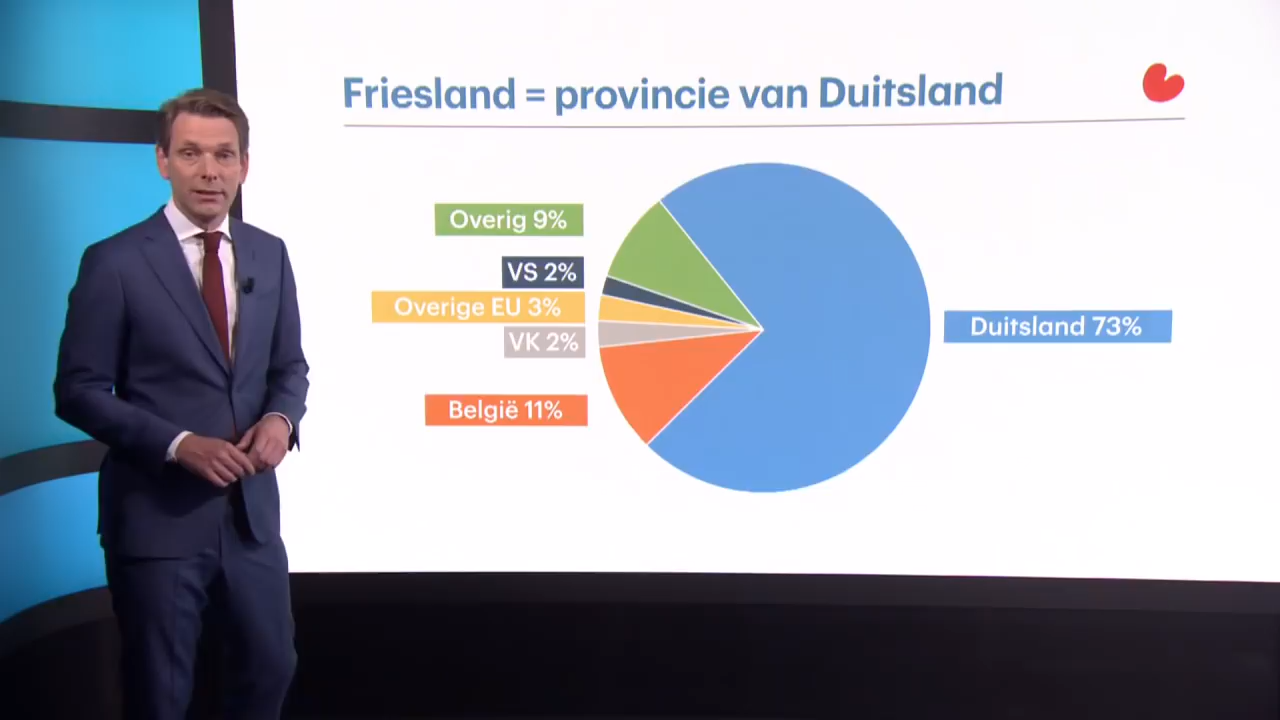 Friesland = provincie van Duitsland
Overig 9%
VS 2%
Overige EU 3%
VK 2%
België 11%
Duitsland 73%